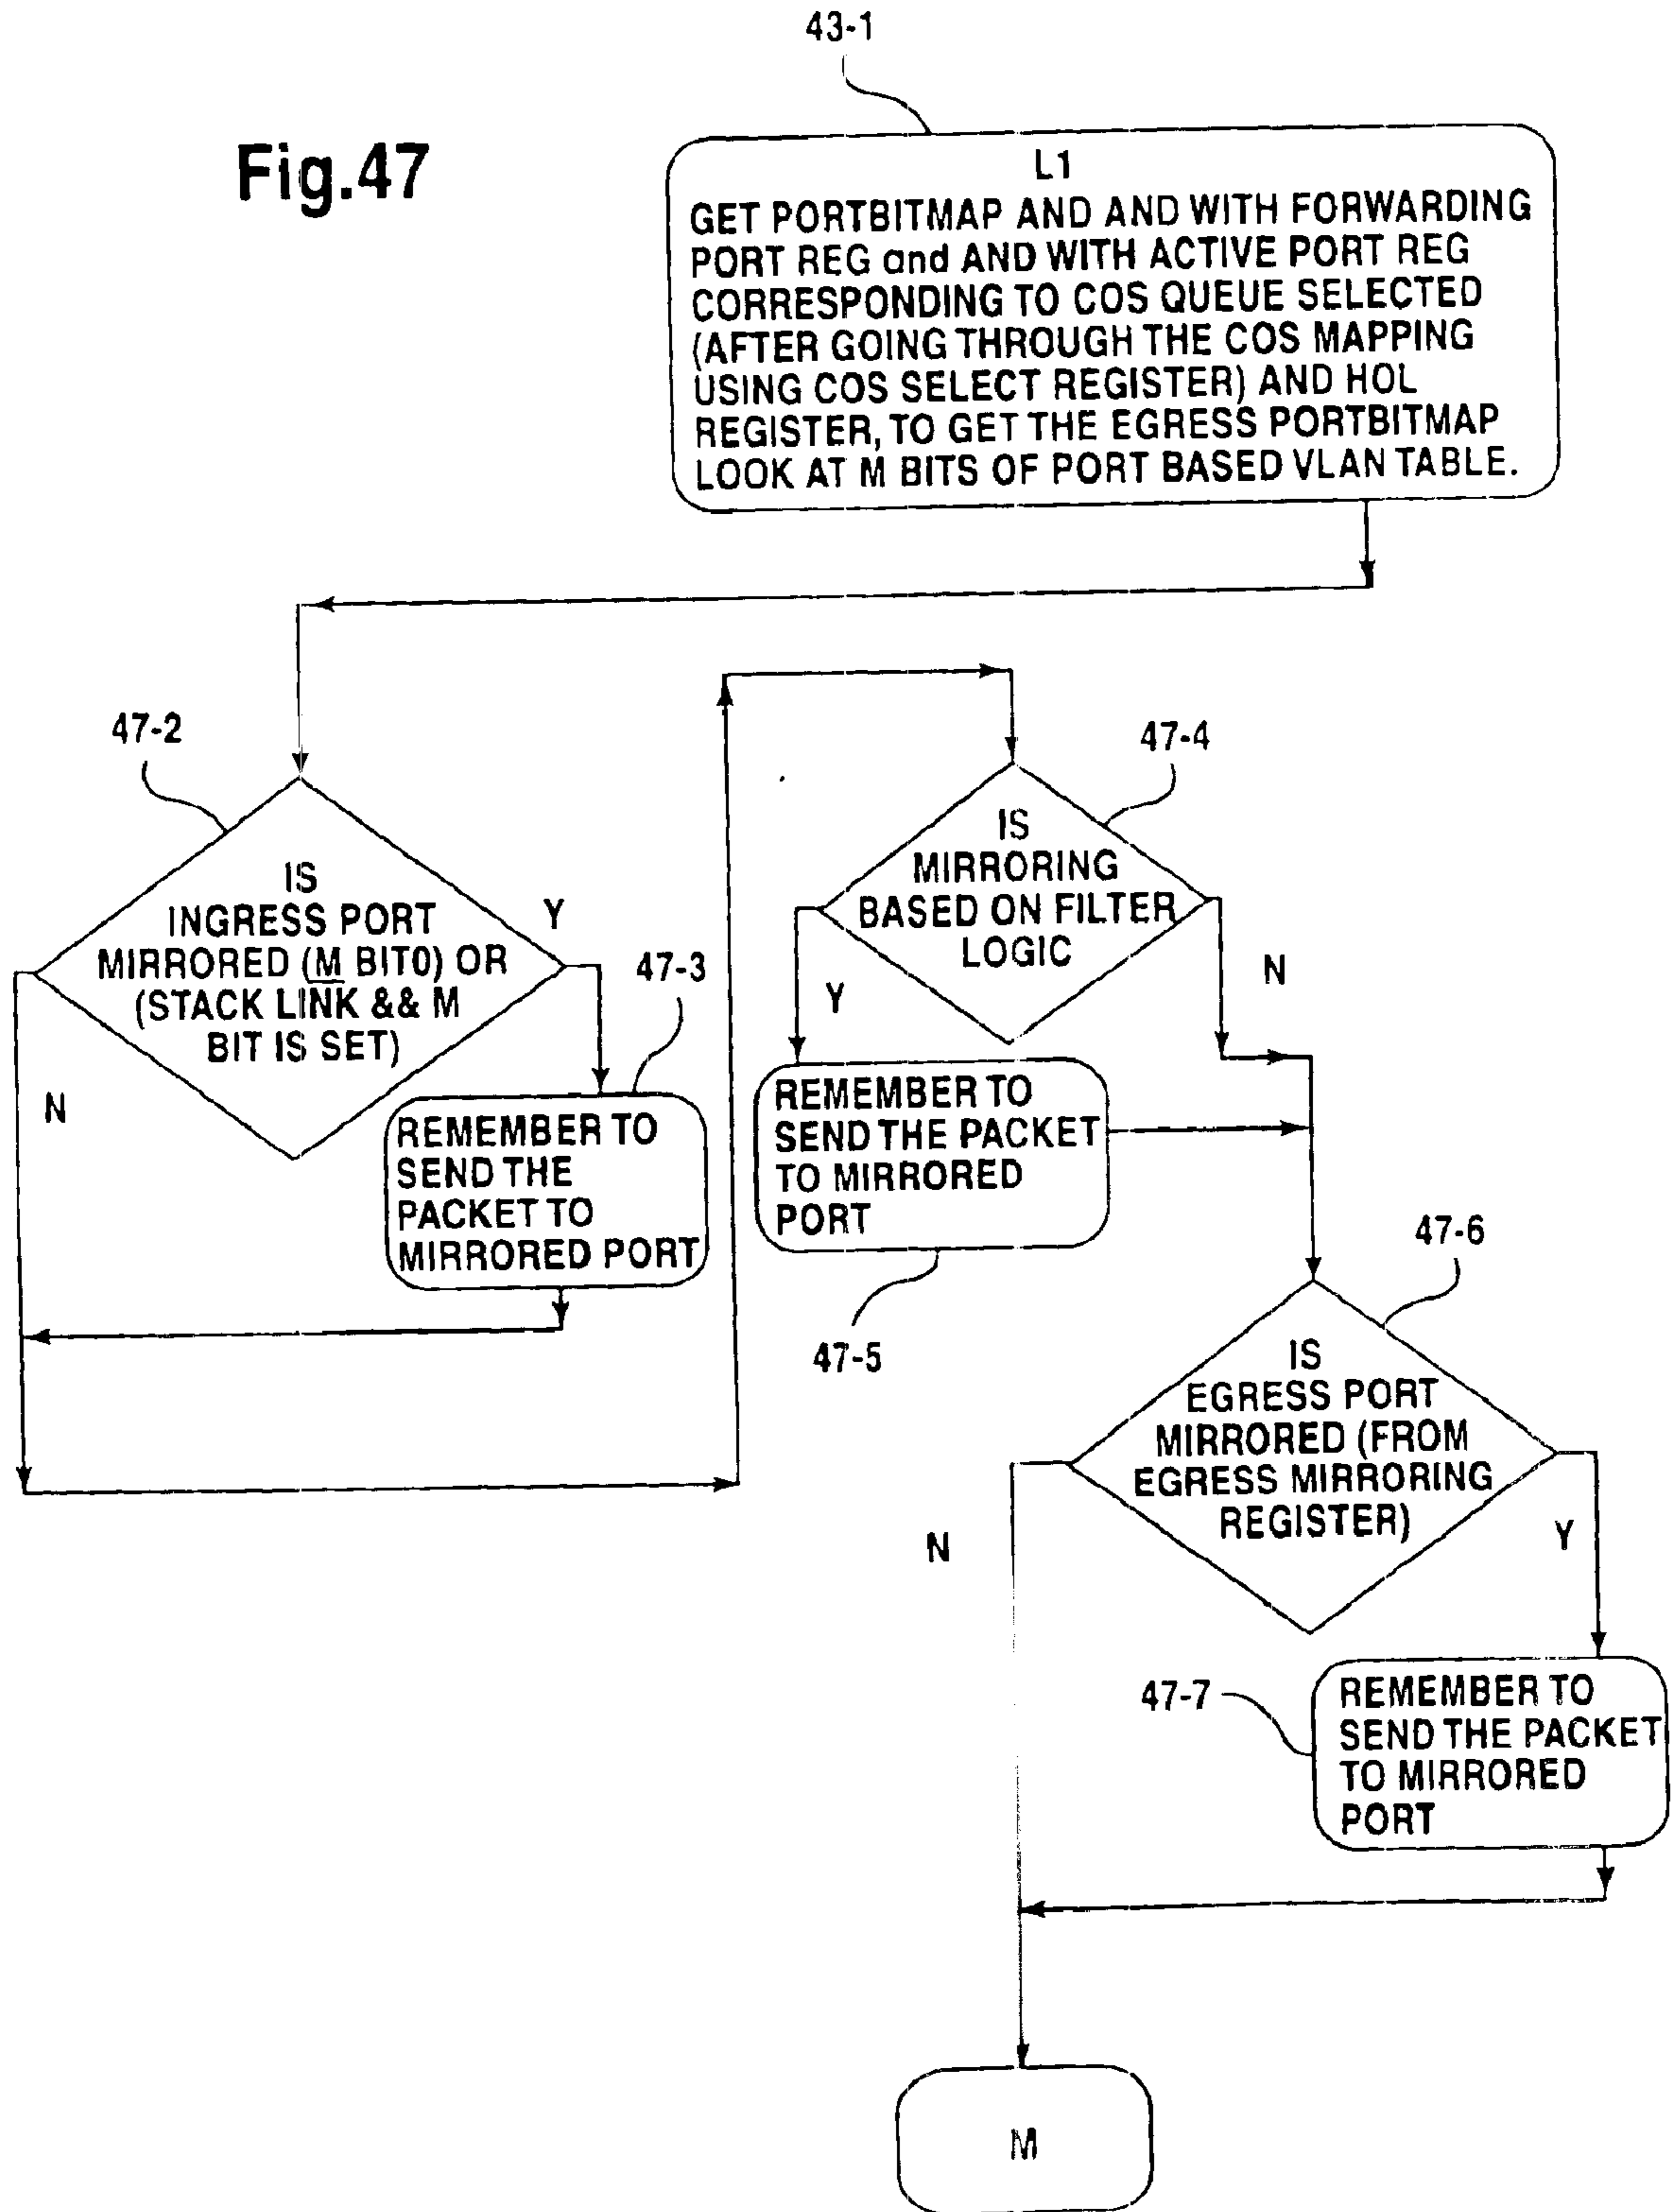 43-1
Fig.47
L1
GET PORTBITMAP AND AND WITH FORWARDING
PORT REG and AND WITH ACTIVE PORT REG
CORRESPONDING TO COS QUEUE SELECTED
(AFTER GOING THROUGH THE COS MAPPING
USING COS SELECT REGISTER) AND HOL
REGISTER, TO GET THE EGRESS PORTBITMAP
LOOK AT M BITS OF PORT BASED VLAN TABLE.
47-2
IS
INGRESS PORT
MIRRORED (M BIT0) OR
(STACK LINK && M
BIT IS SET)
Y
N
47-3
REMEMBER TO
SEND THE
PACKET TO
MIRRORED PORT
47-4
IS
MIRRORING
BASED ON FILTER
LOGIC
Y
N
REMEMBER TO
SEND THE PACKET
TO MIRRORED
PORT
47-5
47-6
IS
EGRESS PORT
MIRRORED (FROM
EGRESS MIRRORING
REGISTER)
N
Y
47-7
REMEMBER TO
SEND THE PACKET
TO MIRRORED
PORT
M